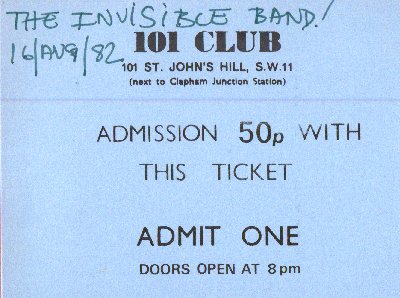 THE INVISIBLE BAND!
16/AUG/82
101 CLUB
101 ST. JOHN'S HILL, S.W.11
(next to Clapham Junction Station)
ADMISSION 50p WITH
THIS TICKET
ADMIT ONE
DOORS OPEN AT 8pm